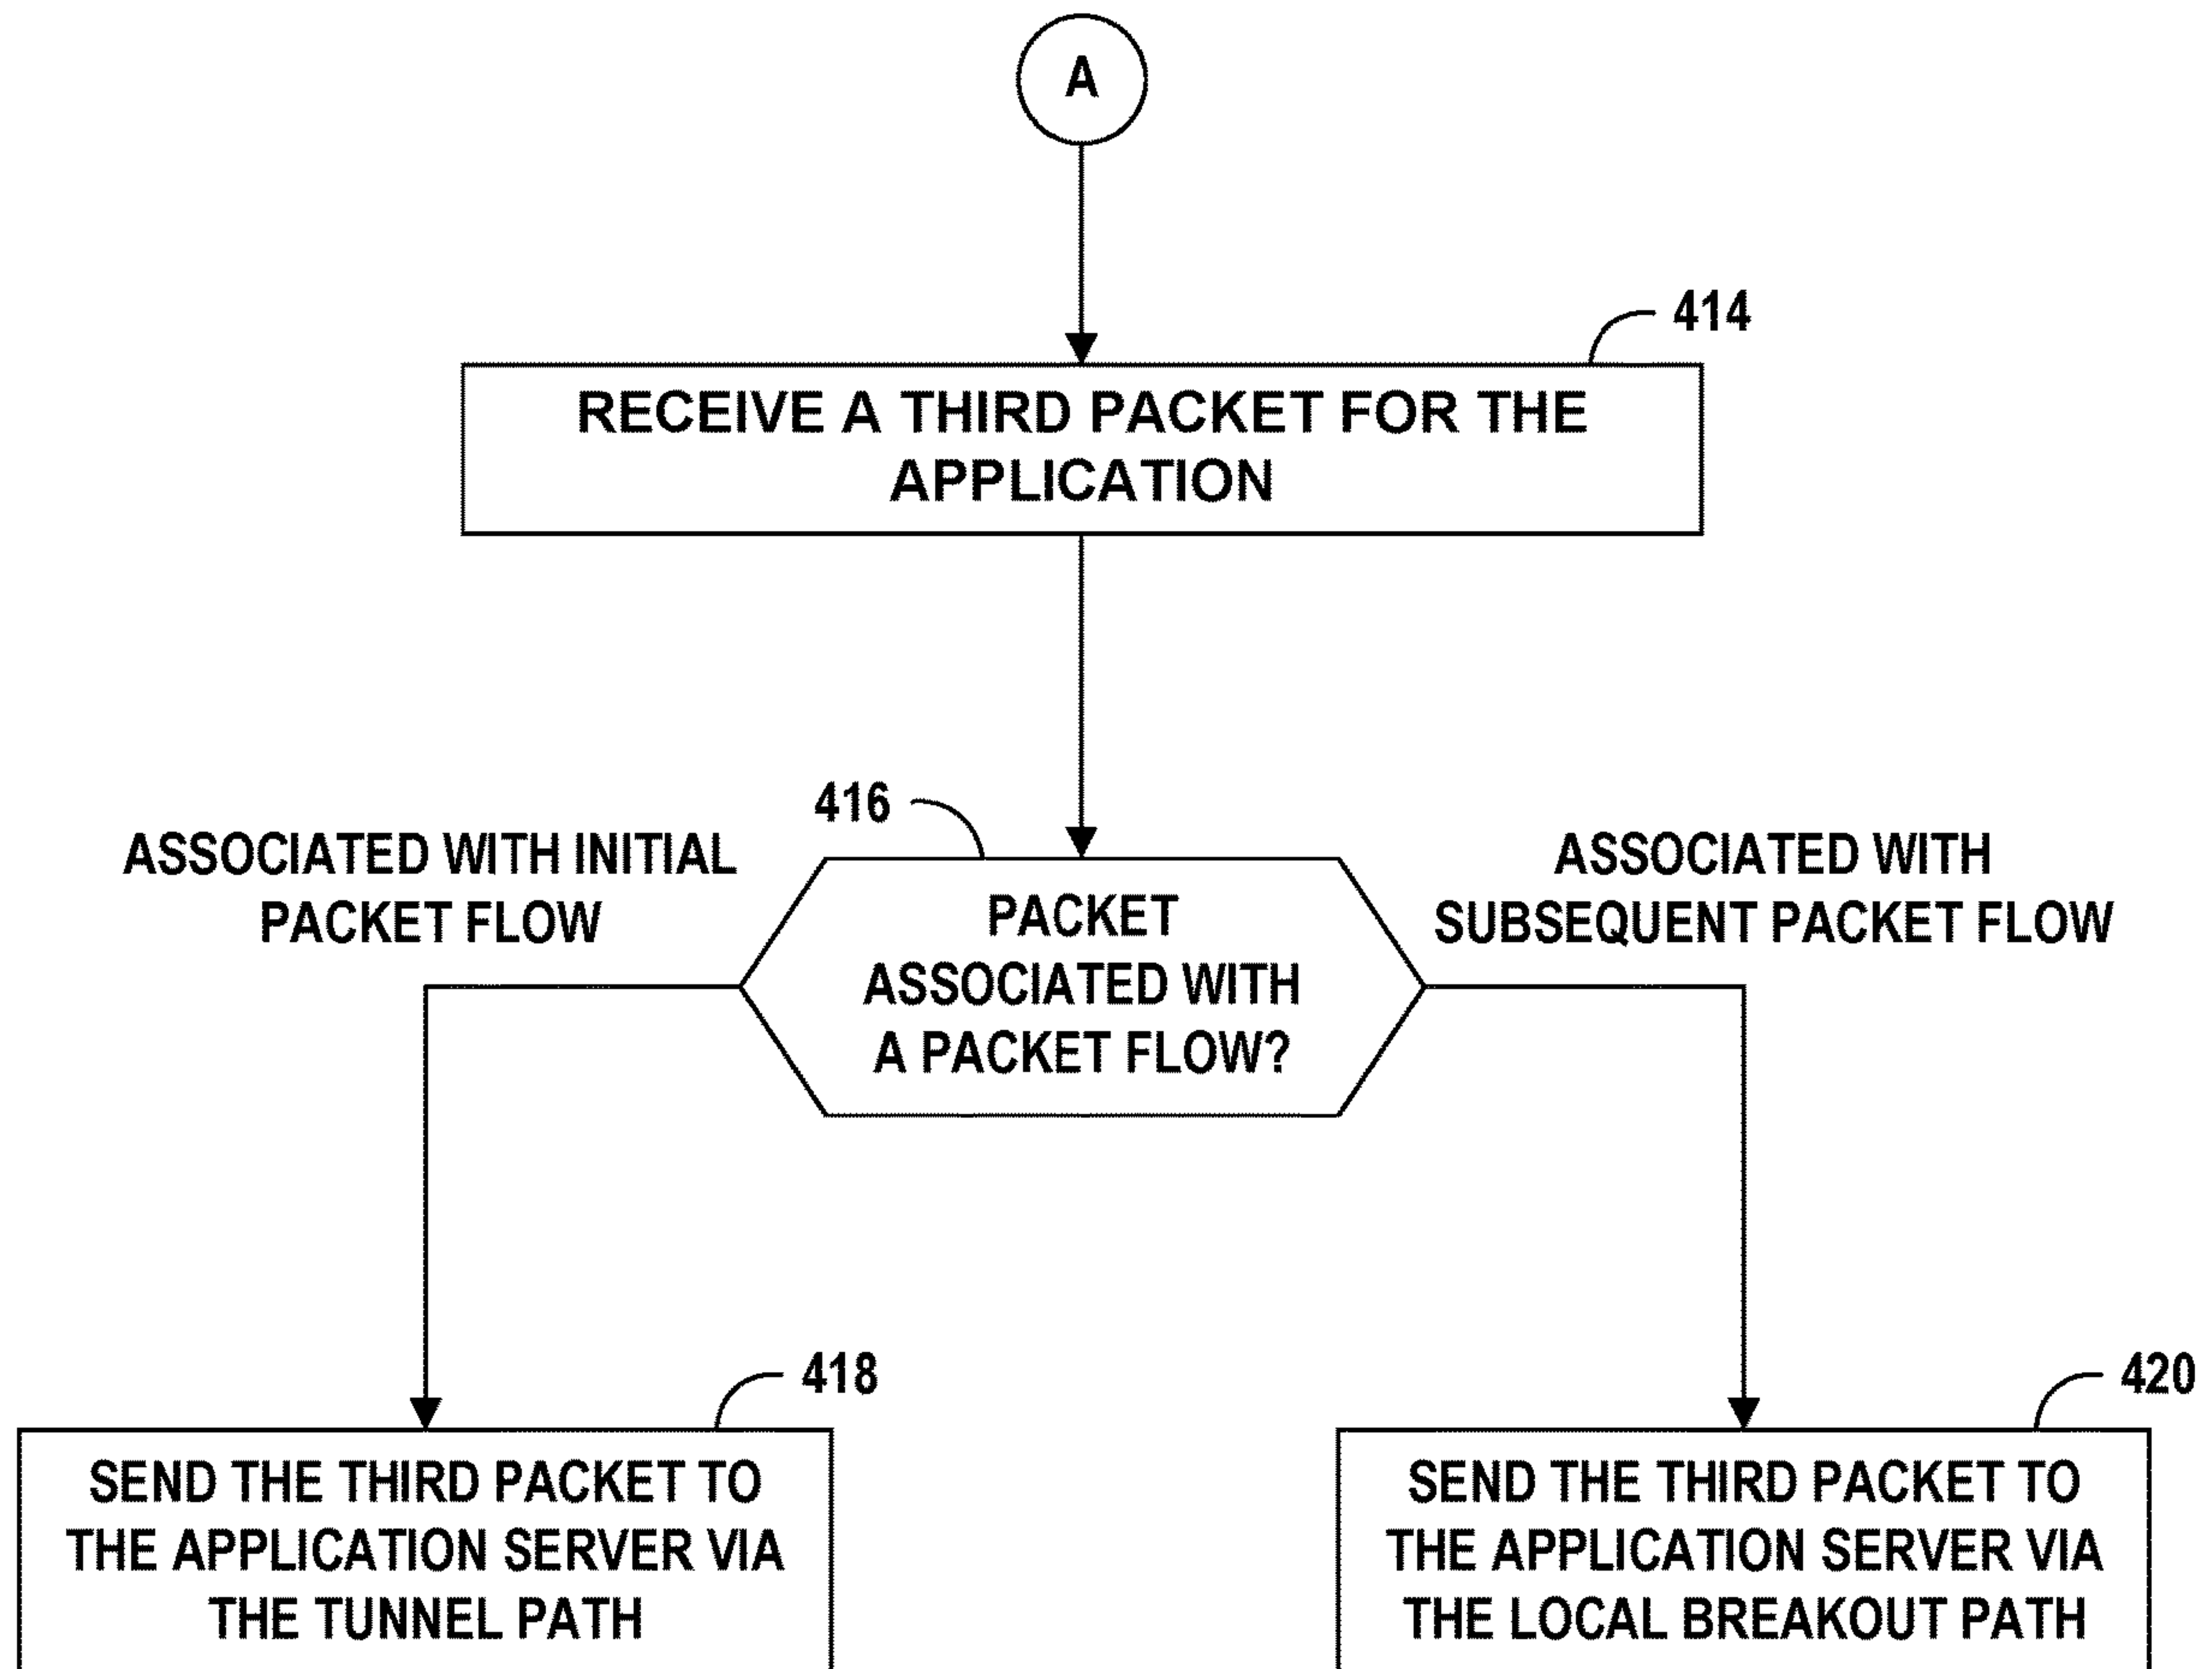 A
414
RECEIVE A THIRD PACKET FOR THE
APPLICATION
416
ASSOCIATED WITH INITIAL
PACKET FLOW
PACKET
ASSOCIATED WITH
A PACKET FLOW?
ASSOCIATED WITH
SUBSEQUENT PACKET FLOW
418
SEND THE THIRD PACKET TO
THE APPLICATION SERVER VIA
THE TUNNEL PATH
420
SEND THE THIRD PACKET TO
THE APPLICATION SERVER VIA
THE LOCAL BREAKOUT PATH